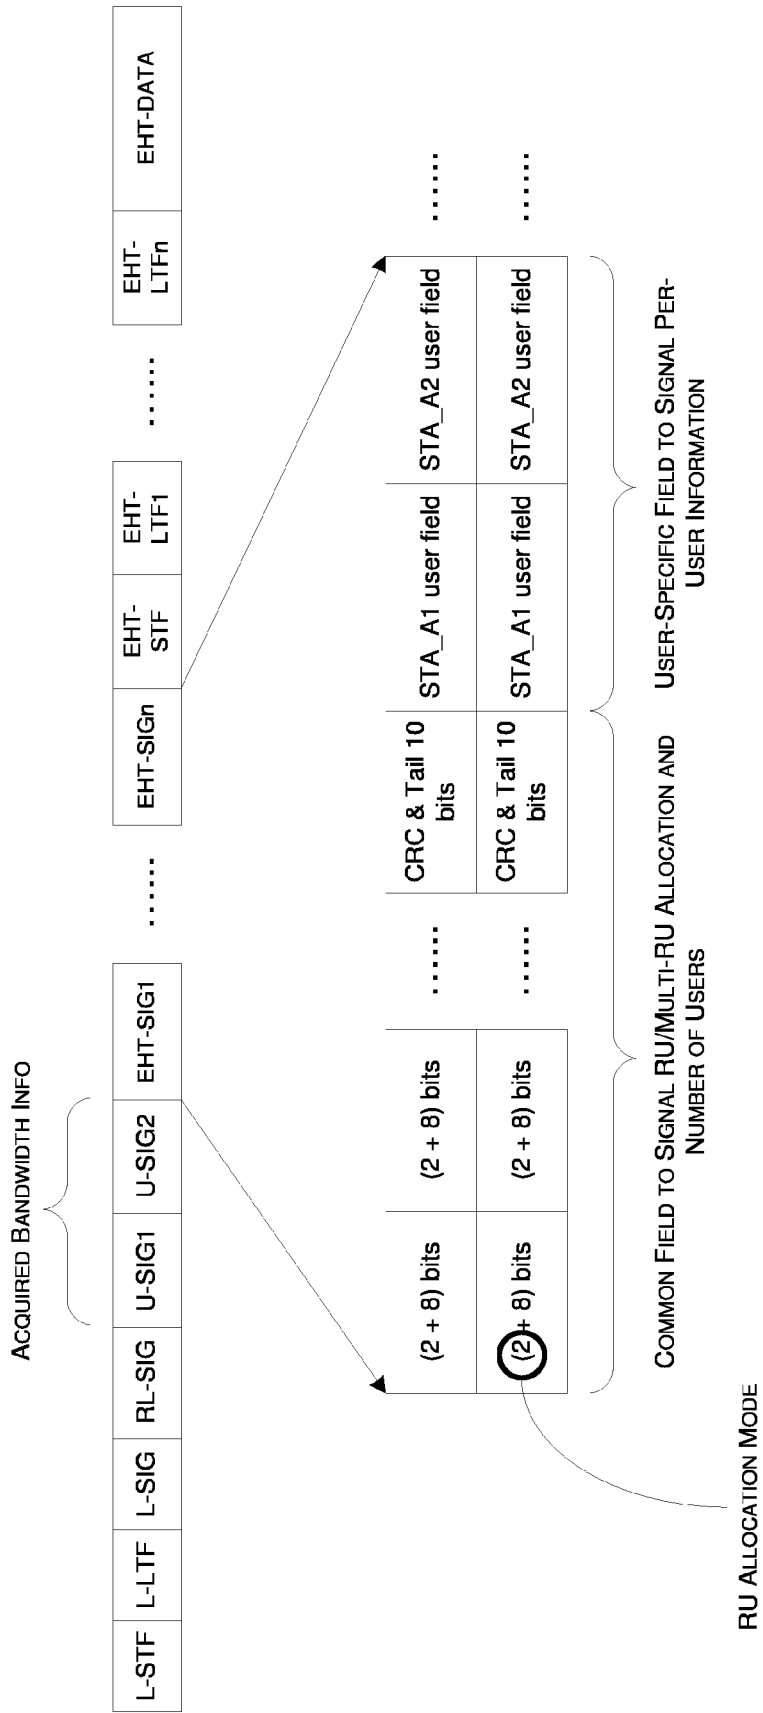 ACQUIRED BANDWIDTH INFO
L-STF
L-LTF
L-SIG
RL-SIG
U-SIG1
U-SIG2
EHT-SIG1
......
EHT-SIGn
EHT-
STF
EHT-
LTF1
......
EHT-
LTFn
EHT-DATA
(2 + 8) bits
(2 + 8) bits
......
CRC & Tail 10
bits
STA_A1 user field
STA_A2 user field
......
(2 + 8) bits
(2 + 8) bits
......
CRC & Tail 10
bits
STA_A1 user field
STA_A2 user field
......
COMMON FIELD TO SIGNAL RU/MULTI-RU ALLOCATION AND
NUMBER OF USERS
USER-SPECIFIC FIELD TO SIGNAL PER-
USER INFORMATION
RU ALLOCATION MODE